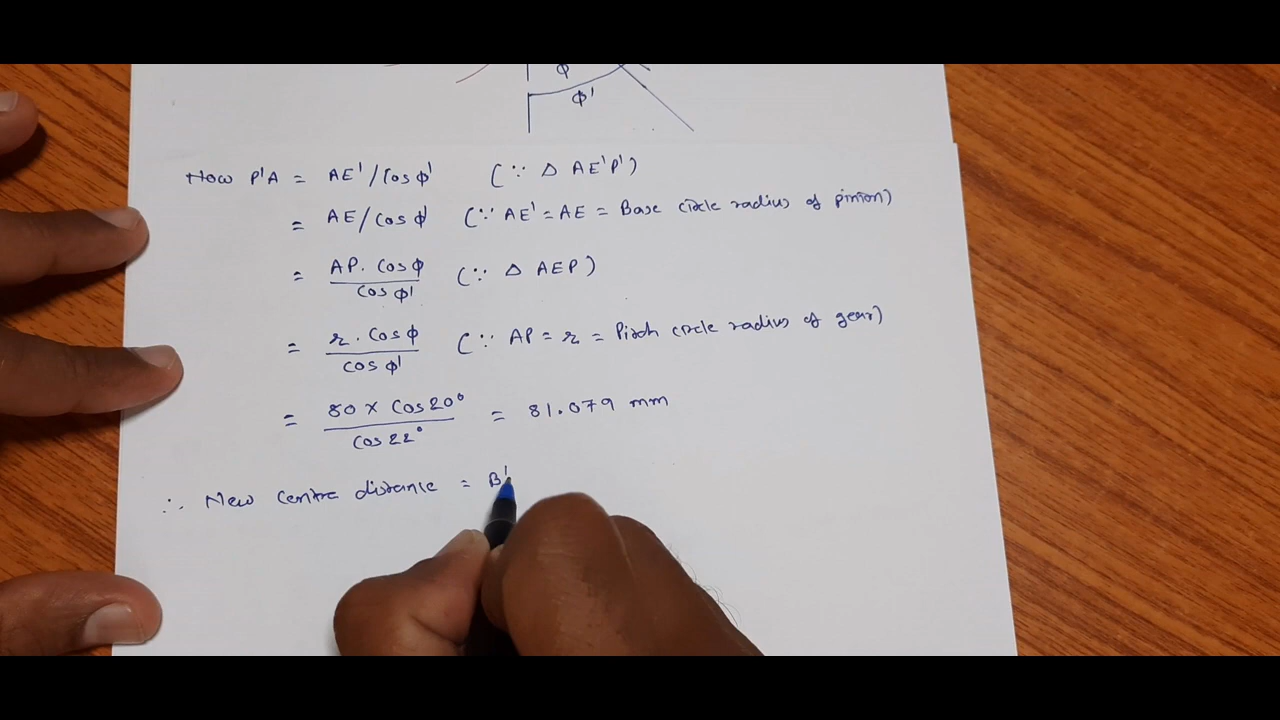 φ
φ'
Now P'A = AE'/Cos φ' (∵ Δ AE'P')
= AE/cos φ' (∵ AE' = AE = Base circle radius of pinion)
= AP. Cos φ / Cos φ' (∵ Δ AEP)
= r. Cos φ / Cos φ' (∵ AP = r = Pitch circle radius of gear)
= 80 × Cos 20° / Cos 22° = 81.079 mm
∴ New centre distance = B'